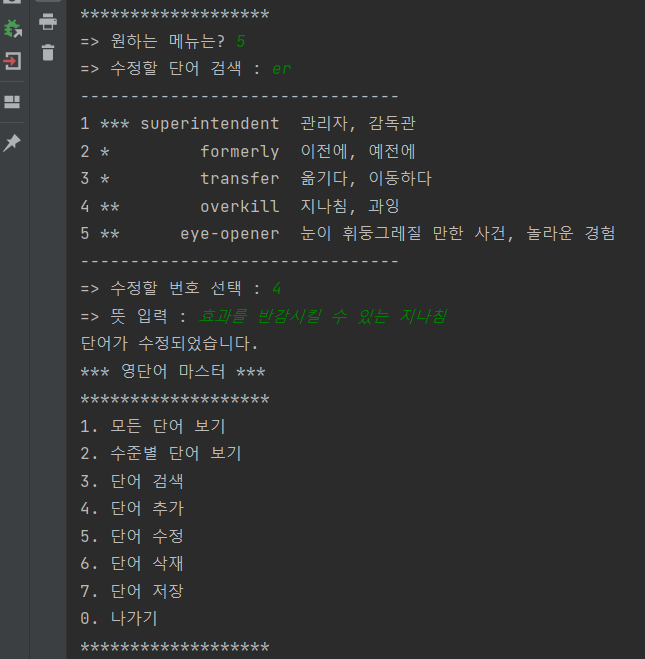 *******************
=> 원하는 메뉴는? 5
=> 수정할 단어 검색 : er
--------------------------------
1 *** superintendent  관리자, 감독관
2 *         formerly  이전에, 예전에
3 *         transfer  옮기다, 이동하다
4 **        overkill  지나침, 과잉
5 **      eye-opener  눈이 휘둥그레질 만한 사건, 놀라운 경험
--------------------------------
=> 수정할 번호 선택 : 4
=> 뜻 입력 : 효과를 반감시킬 수 있는 지나침
단어가 수정되었습니다.
*** 영단어 마스터 ***
*******************
1. 모든 단어 보기
2. 수준별 단어 보기
3. 단어 검색
4. 단어 추가
5. 단어 수정
6. 단어 삭제
7. 단어 저장
0. 나가기
*******************